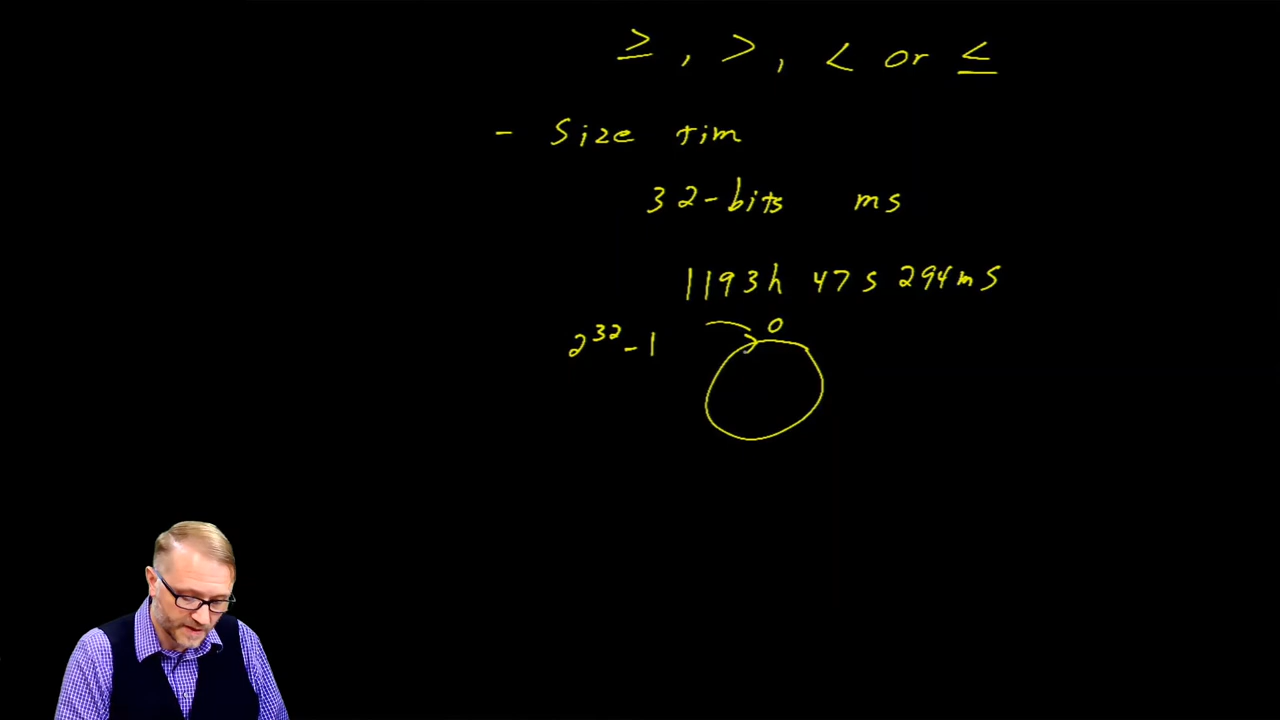 ≥, >, < or ≤
- Size tim
32-bits ms
1193h 47s 294ms
2³² - 1 0